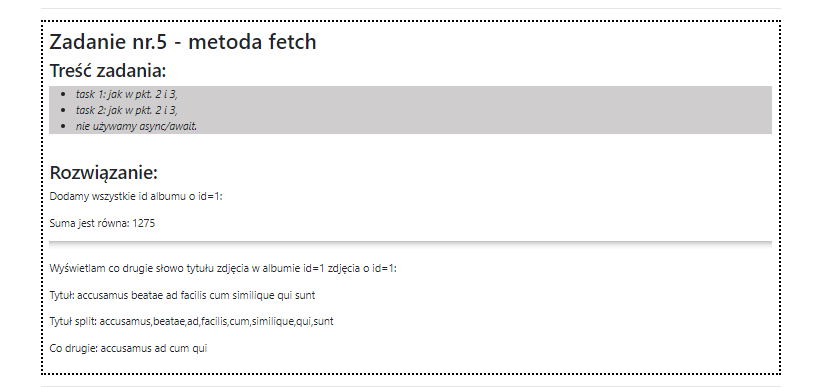 Zadanie nr.5 - metoda fetch
Treść zadania:
• task 1: jak w pkt. 2 i 3,
• task 2: jak w pkt. 2 i 3,
• nie używamy async/await.
Rozwiązanie:
Dodamy wszystkie id albumu o id=1:
Suma jest równa: 1275
Wyświetlam co drugie słowo tytułu zdjęcia w albumie id=1 zdjęcia o id=1:
Tytuł: accusamus beatae ad facilis cum similique qui sunt
Tytuł split: accusamus,beatae,ad,facilis,cum,similique,qui,sunt
Co drugie: accusamus ad cum qui